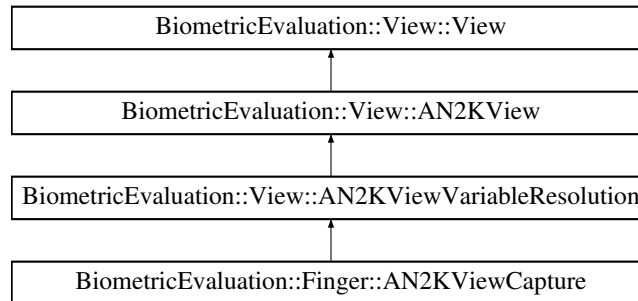 BiometricEvaluation::View::View
BiometricEvaluation::View::AN2KView
BiometricEvaluation::View::AN2KViewVariableResolution
BiometricEvaluation::Finger::AN2KViewCapture